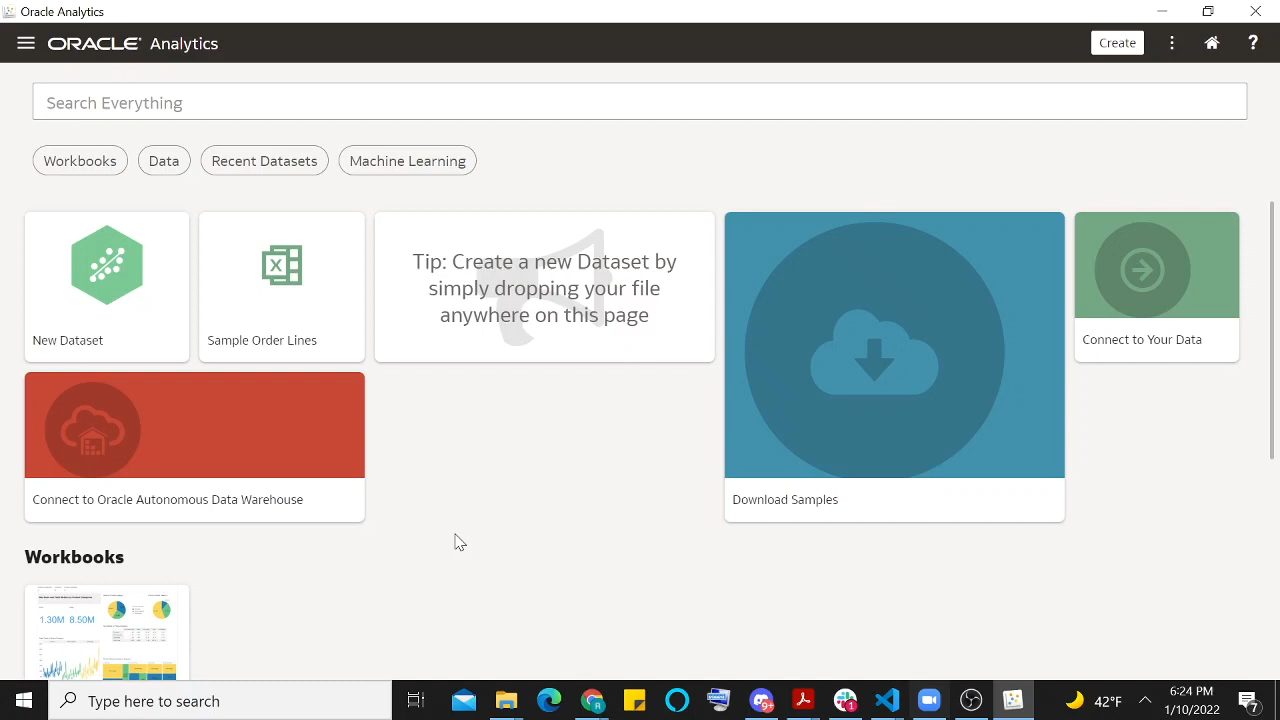 Oracle Analytics
ORACLE Analytics
Create
Search Everything
Workbooks
Data
Recent Datasets
Machine Learning
New Dataset
Sample Order Lines
Tip: Create a new Dataset by
simply dropping your file
anywhere on this page
Download Samples
Connect to Your Data
Connect to Oracle Autonomous Data Warehouse
Workbooks
1.30M 8.50M
Type here to search
9+
1
42°F
6:24 PM
1/10/2022
7